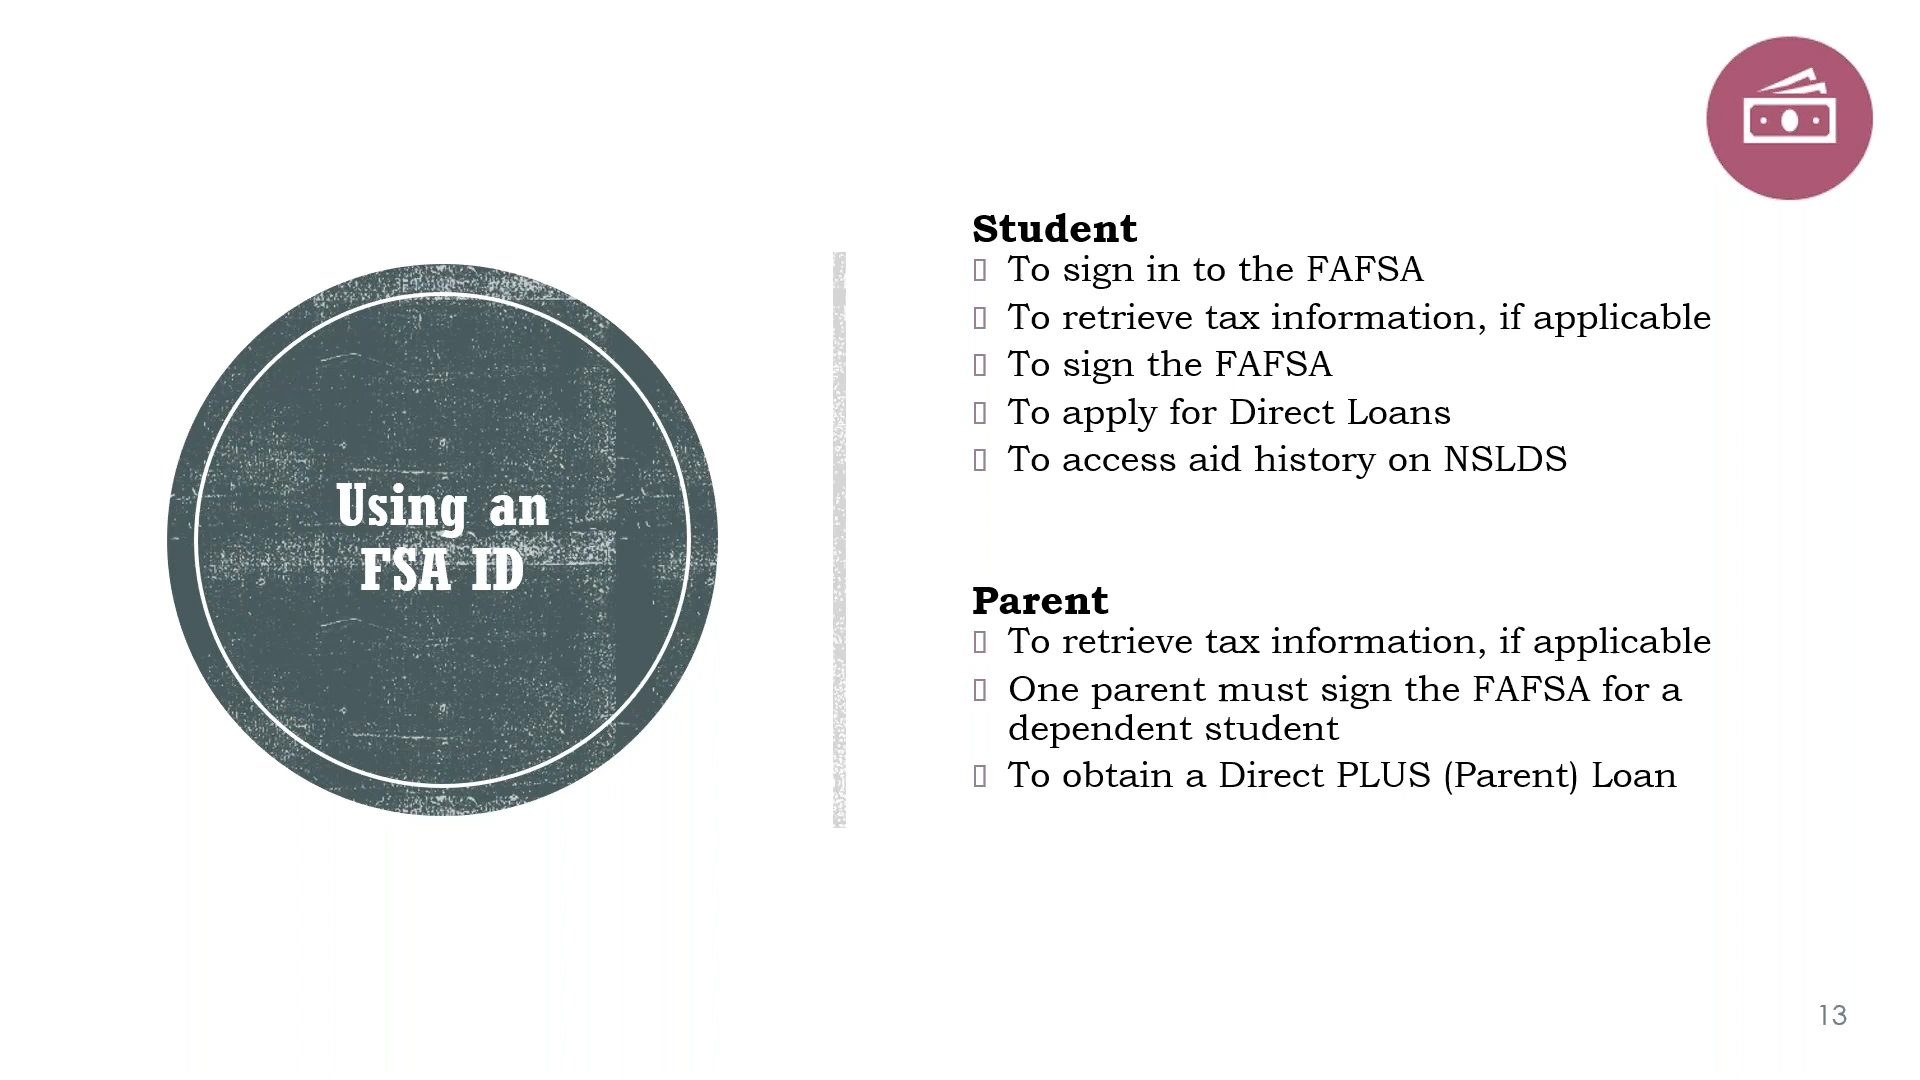 Using an
FSA ID
Student
To sign in to the FAFSA
To retrieve tax information, if applicable
To sign the FAFSA
To apply for Direct Loans
To access aid history on NSLDS
Parent
To retrieve tax information, if applicable
One parent must sign the FAFSA for a
dependent student
To obtain a Direct PLUS (Parent) Loan
13